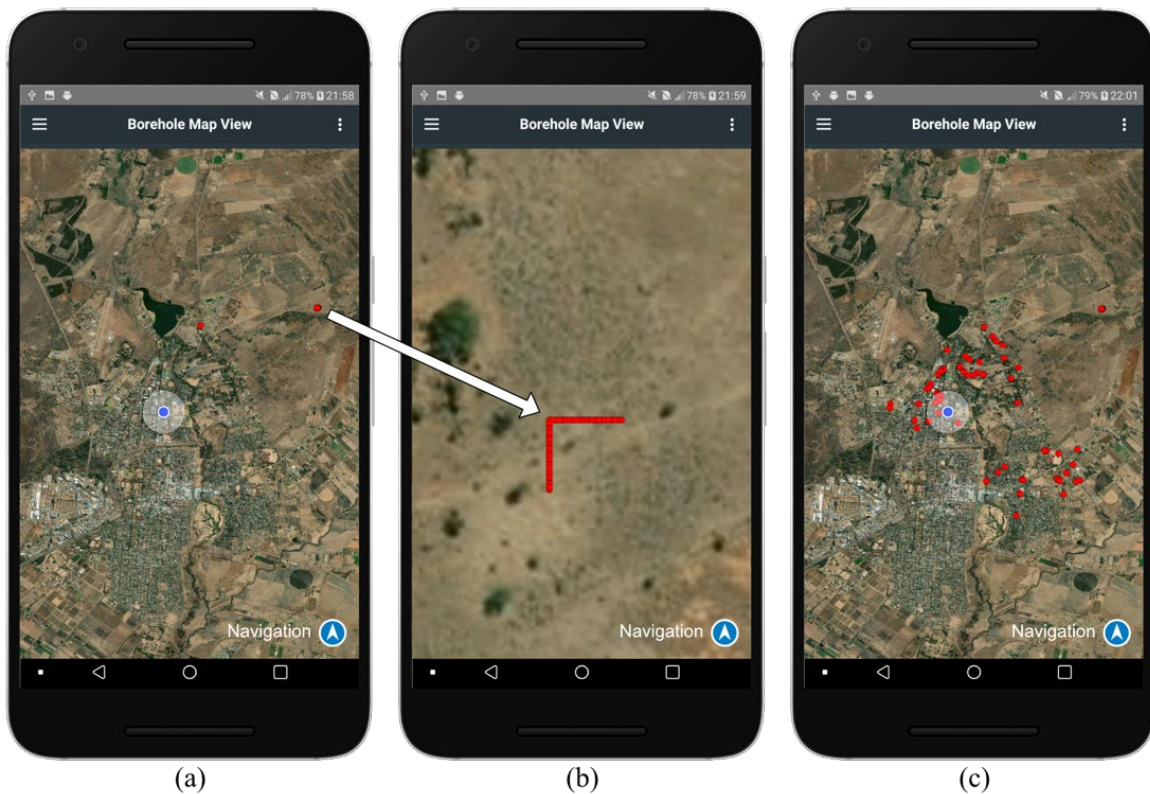 78% 21:58
Borehole Map View
Navigation
78% 21:59
Borehole Map View
Navigation
79% 22:01
Borehole Map View
Navigation
(a) (b) (c)